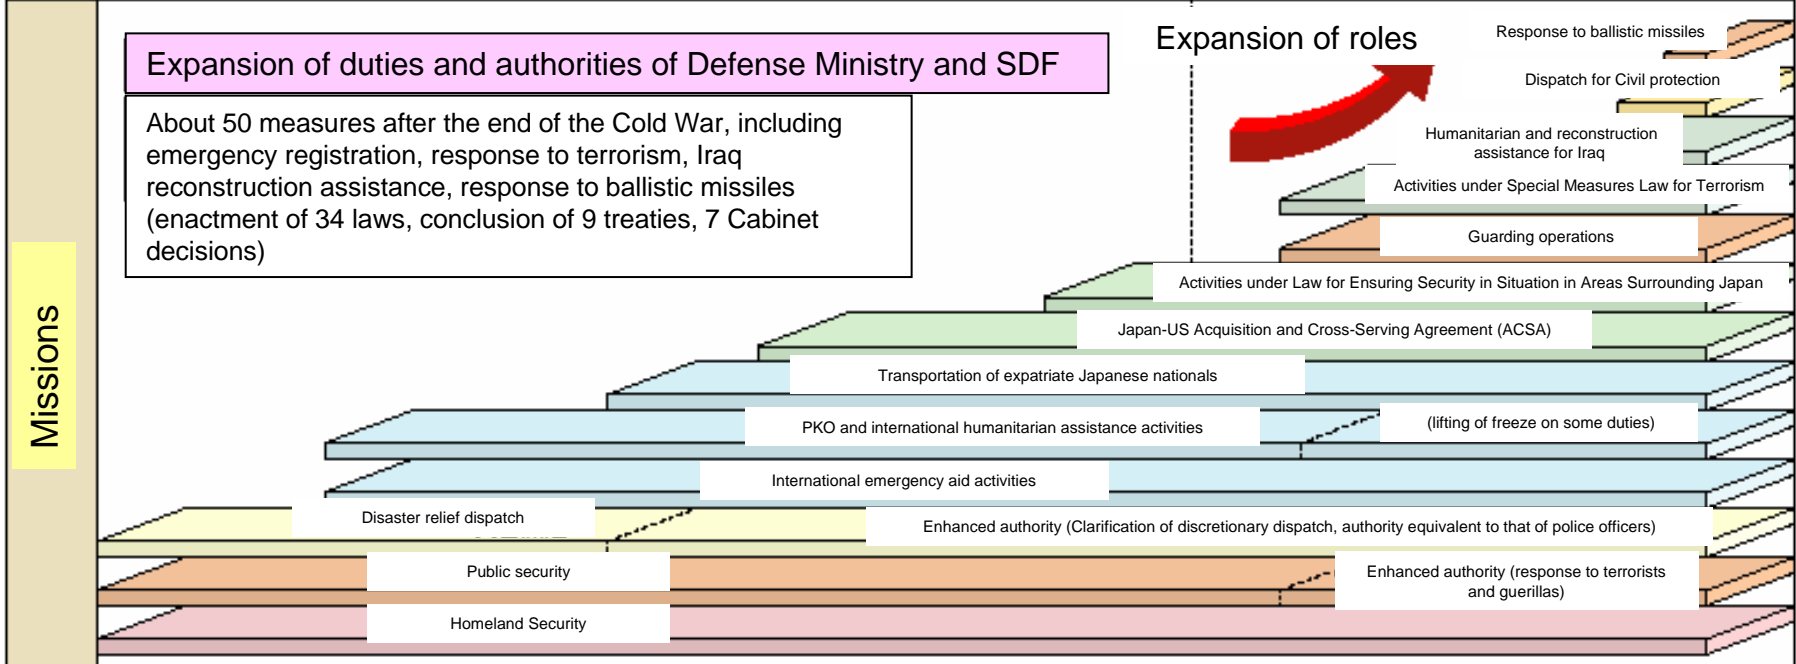 Expansion of roles
Response to ballistic missiles
Expansion of duties and authorities of Defense Ministry and SDF
Dispatch for Civil protection
About 50 measures after the end of the Cold War, including
emergency registration, response to terrorism, Iraq
reconstruction assistance, response to ballistic missiles
(enactment of 34 laws, conclusion of 9 treaties, 7 Cabinet
decisions)
Humanitarian and reconstruction
assistance for Iraq
Activities under Special Measures Law for Terrorism
Guarding operations
Activities under Law for Ensuring Security in Situation in Areas Surrounding Japan
Japan-US Acquisition and Cross-Serving Agreement (ACSA)
Missions
Transportation of expatriate Japanese nationals
PKO and international humanitarian assistance activities
(lifting of freeze on some duties)
International emergency aid activities
Disaster relief dispatch
Enhanced authority (Clarification of discretionary dispatch, authority equivalent to that of police officers)
Public security
Enhanced authority (response to terrorists
and guerillas)
Homeland Security